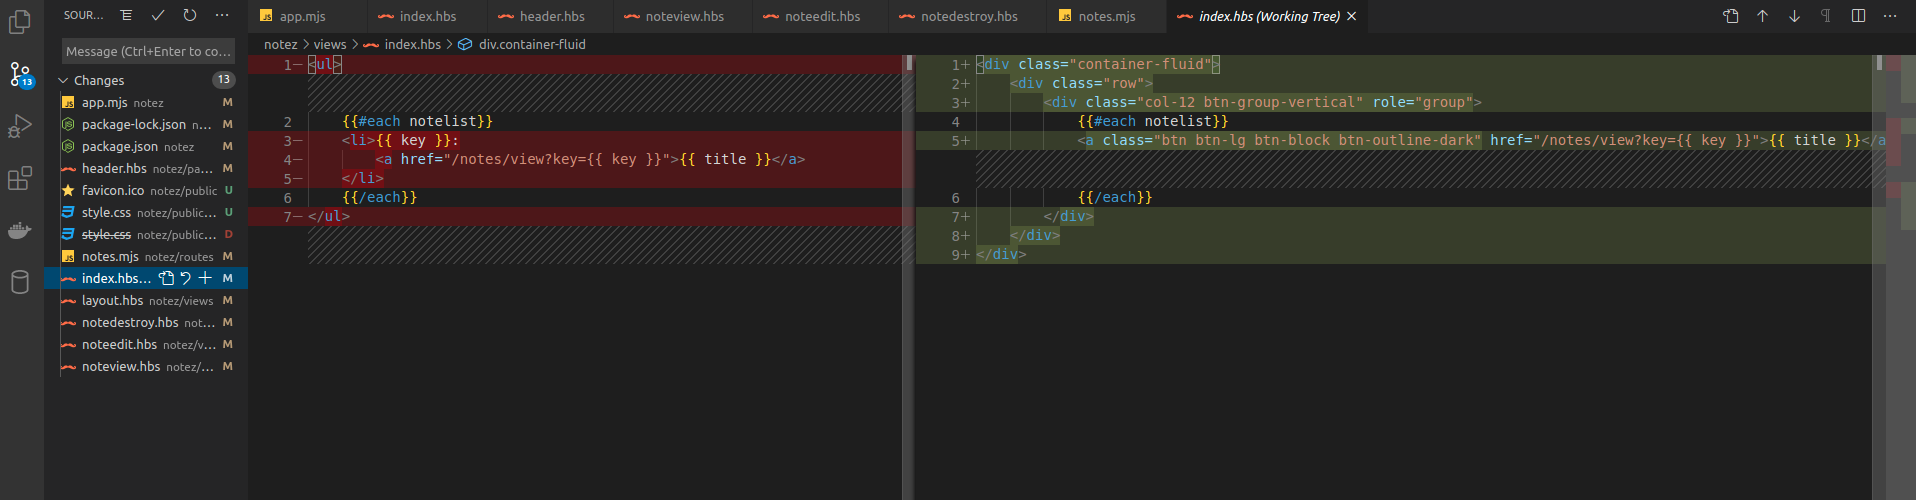 SOUR...
app.mjs
index.hbs
header.hbs
noteview.hbs
noteedit.hbs
notedestroy.hbs
notes.mjs
index.hbs (Working Tree)
Message (Ctrl+Enter to co...
notez > views > index.hbs > div.container-fluid
Changes 13
13
app.mjs notez M
package-lock.json n... M
package.json notez M
header.hbs notez/pa... M
favicon.ico notez/public U
style.css notez/public... U
style.css notez/public... D
notes.mjs notez/routes M
index.hbs... M
layout.hbs notez/views M
notedestroy.hbs not... M
noteedit.hbs notez/v... M
noteview.hbs notez/... M
1— <ul>
2 {{#each notelist}}
3— <li>{{ key }}:
4— <a href="/notes/view?key={{ key }}">{{ title }}</a>
5— </li>
6 {{/each}}
7— </ul>
1+ <div class="container-fluid">
2+ <div class="row">
3+ <div class="col-12 btn-group-vertical" role="group">
4 {{#each notelist}}
5+ <a class="btn btn-lg btn-block btn-outline-dark" href="/notes/view?key={{ key }}">{{ title }}</a
6 {{/each}}
7+ </div>
8+ </div>
9+ </div>